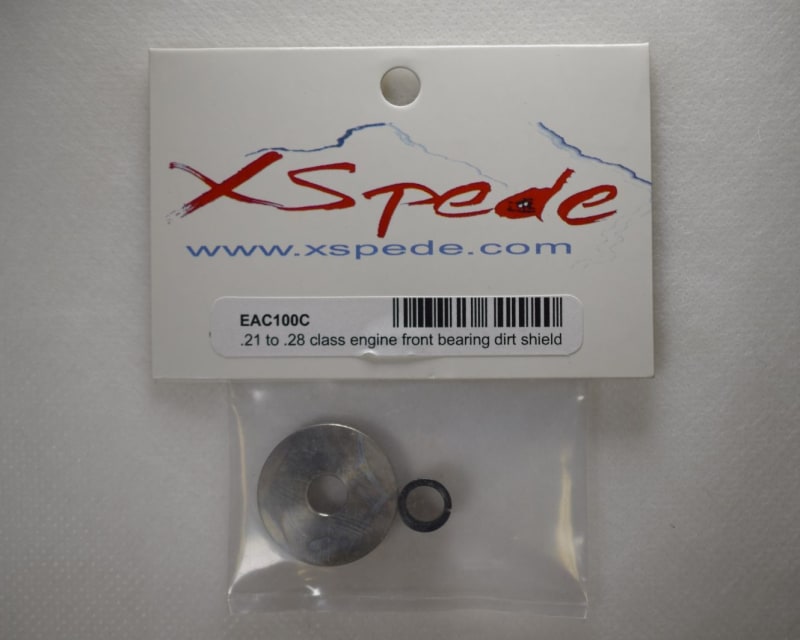 XSpede
www.xspede.com
EAC100C
.21 to .28 class engine front bearing dirt shield